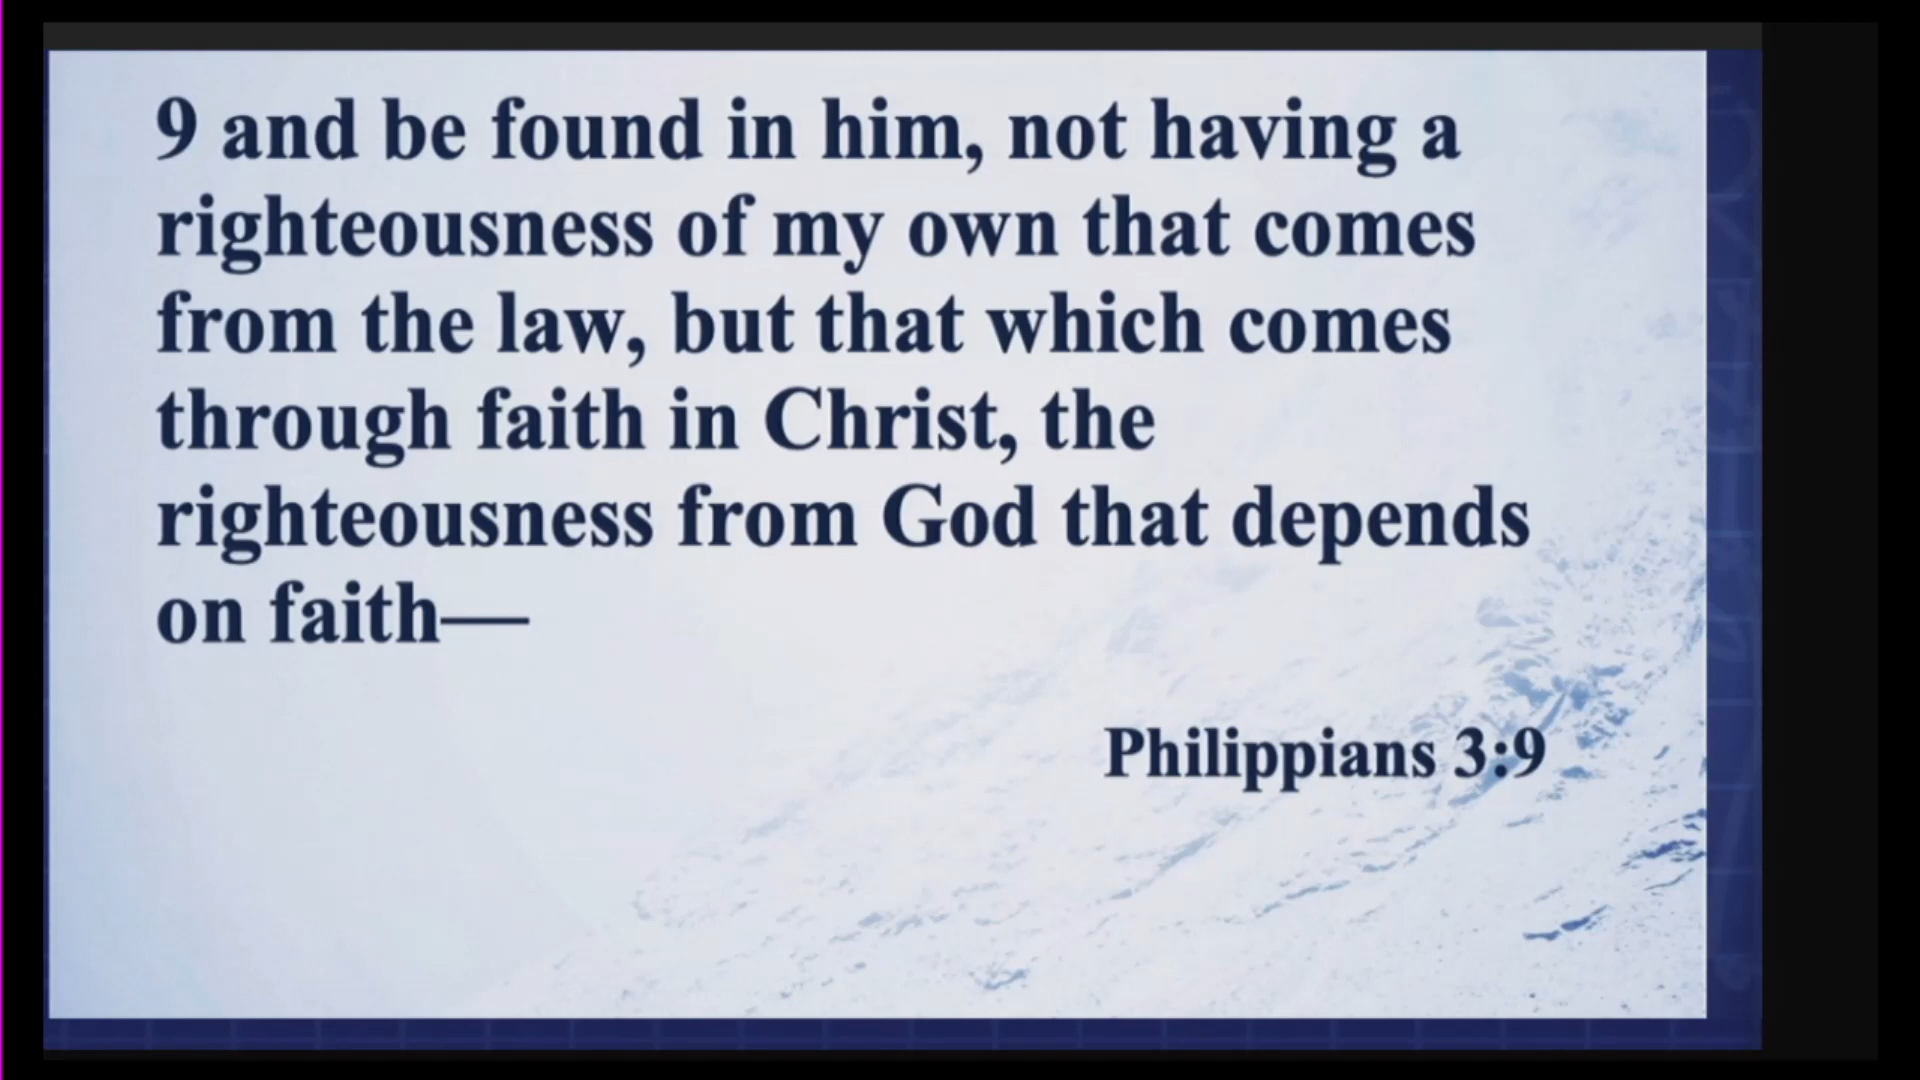 9 and be found in him, not having a
righteousness of my own that comes
from the law, but that which comes
through faith in Christ, the
righteousness from God that depends
on faith—
Philippians 3:9